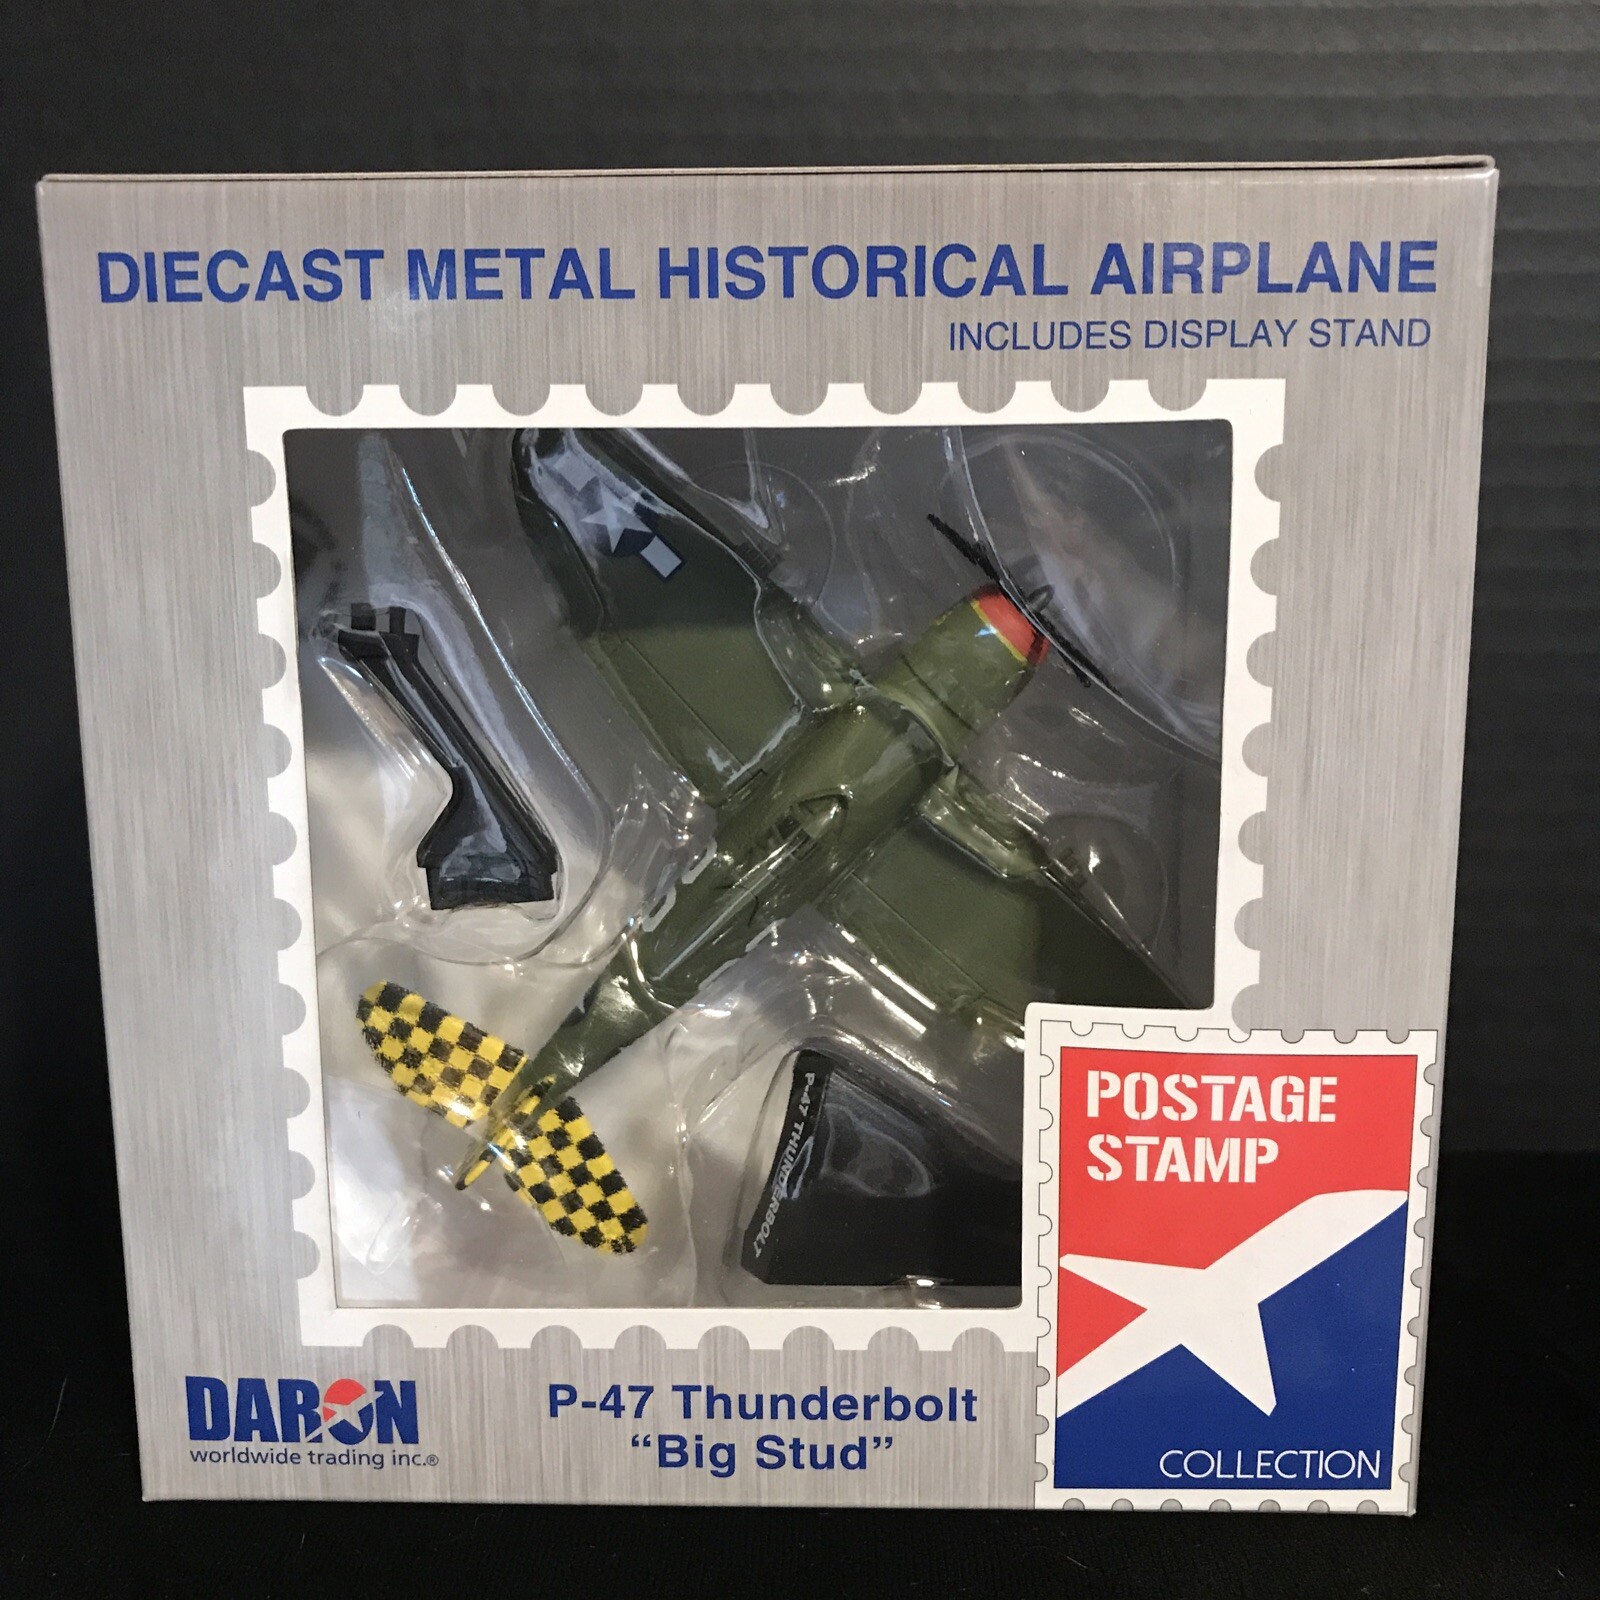 DIECAST METAL HISTORICAL AIRPLANE
INCLUDES DISPLAY STAND
P-47 THUNDERBOLT
POSTAGE
STAMP
COLLECTION
DARON
worldwide trading inc.®
P-47 Thunderbolt
“Big Stud”